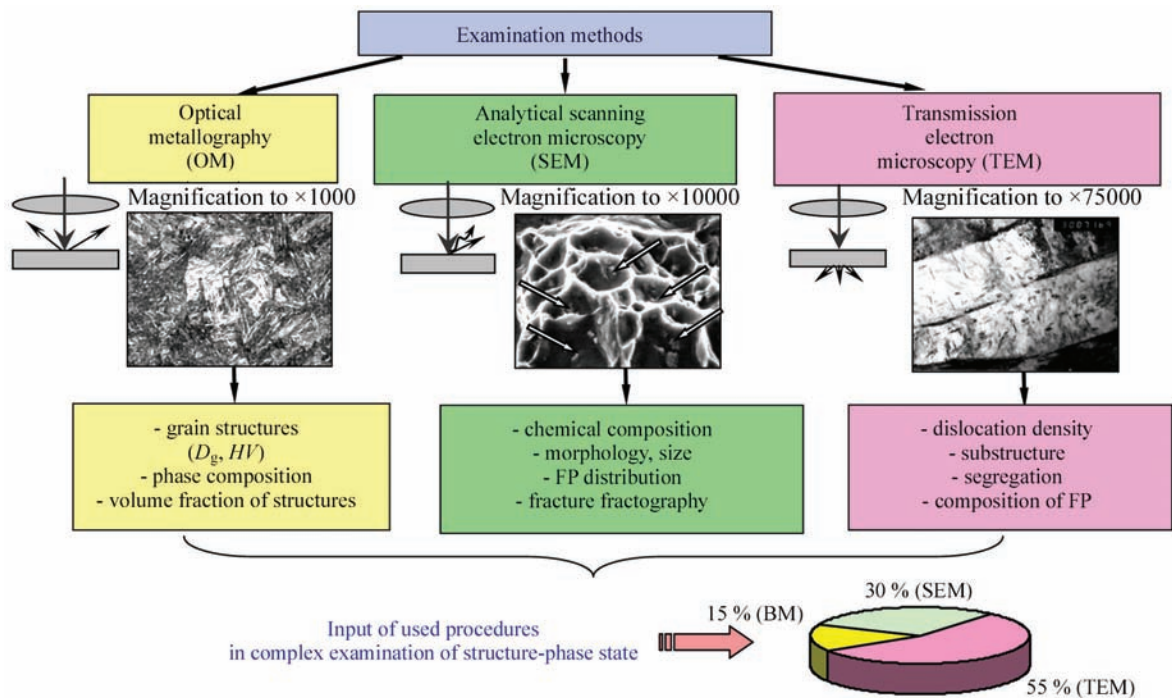 Examination methods
Optical
metallography
(OM)
Analytical scanning
electron microscopy
(SEM)
Transmission
electron
microscopy (TEM)
Magnification to ×1000
Magnification to ×10000
Magnification to ×75000
- grain structures
(Dg, HV)
- phase composition
- volume fraction of structures
- chemical composition
- morphology, size
- FP distribution
- fracture fractography
- dislocation density
- substructure
- segregation
- composition of FP
Input of used procedures
in complex examination of structure-phase state
15 % (BM)
30 % (SEM)
55 % (TEM)